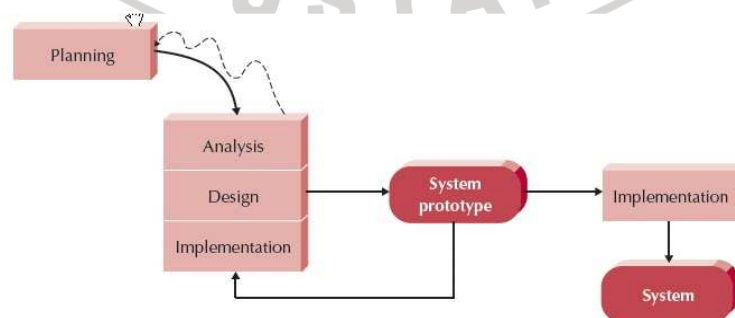 Planning
Analysis
Design
Implementation
System
prototype
Implementation
System